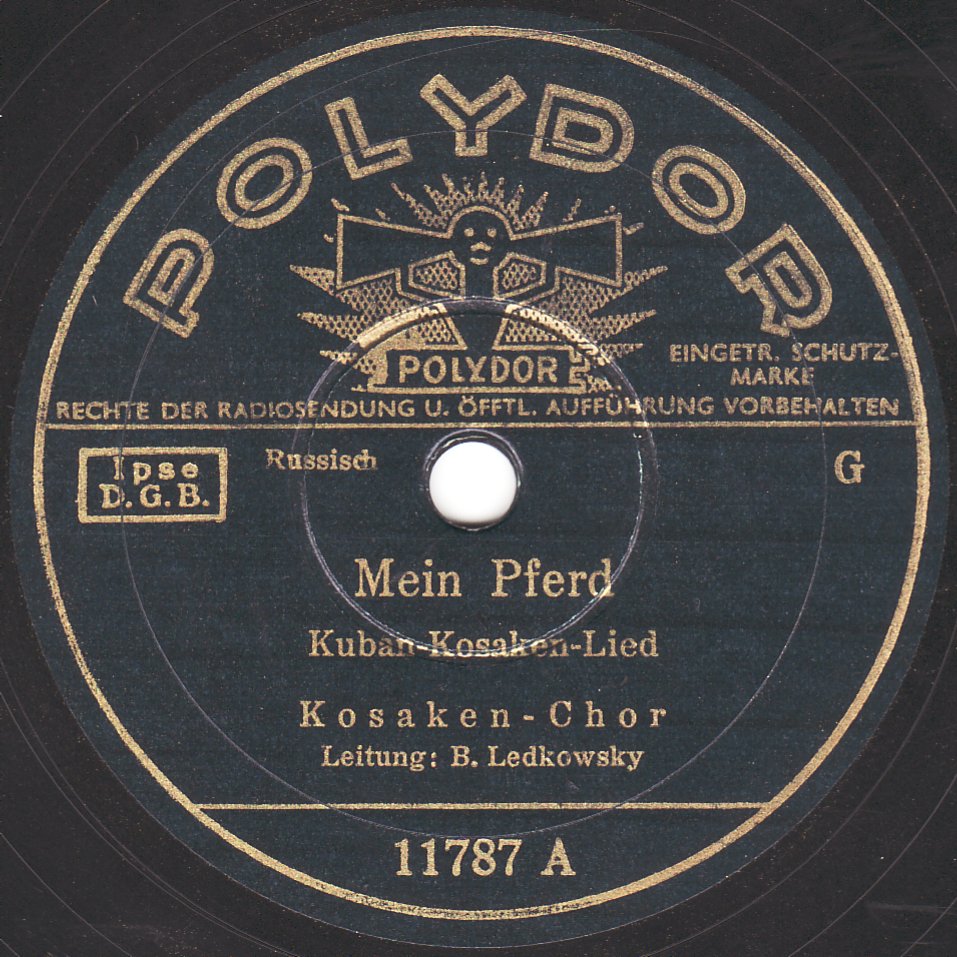 POLYDOR
POLYDOR
EINGETR. SCHUTZ-
MARKE
RECHTE DER RADIOSENDUNG U. ÖFFTL. AUFFÜHRUNG VORBEHALTEN
Ipse
D.G.B.
Russisch
G
Mein Pferd
Kuban-Kosaken-Lied
Kosaken-Chor
Leitung: B. Ledkowsky
11787 A